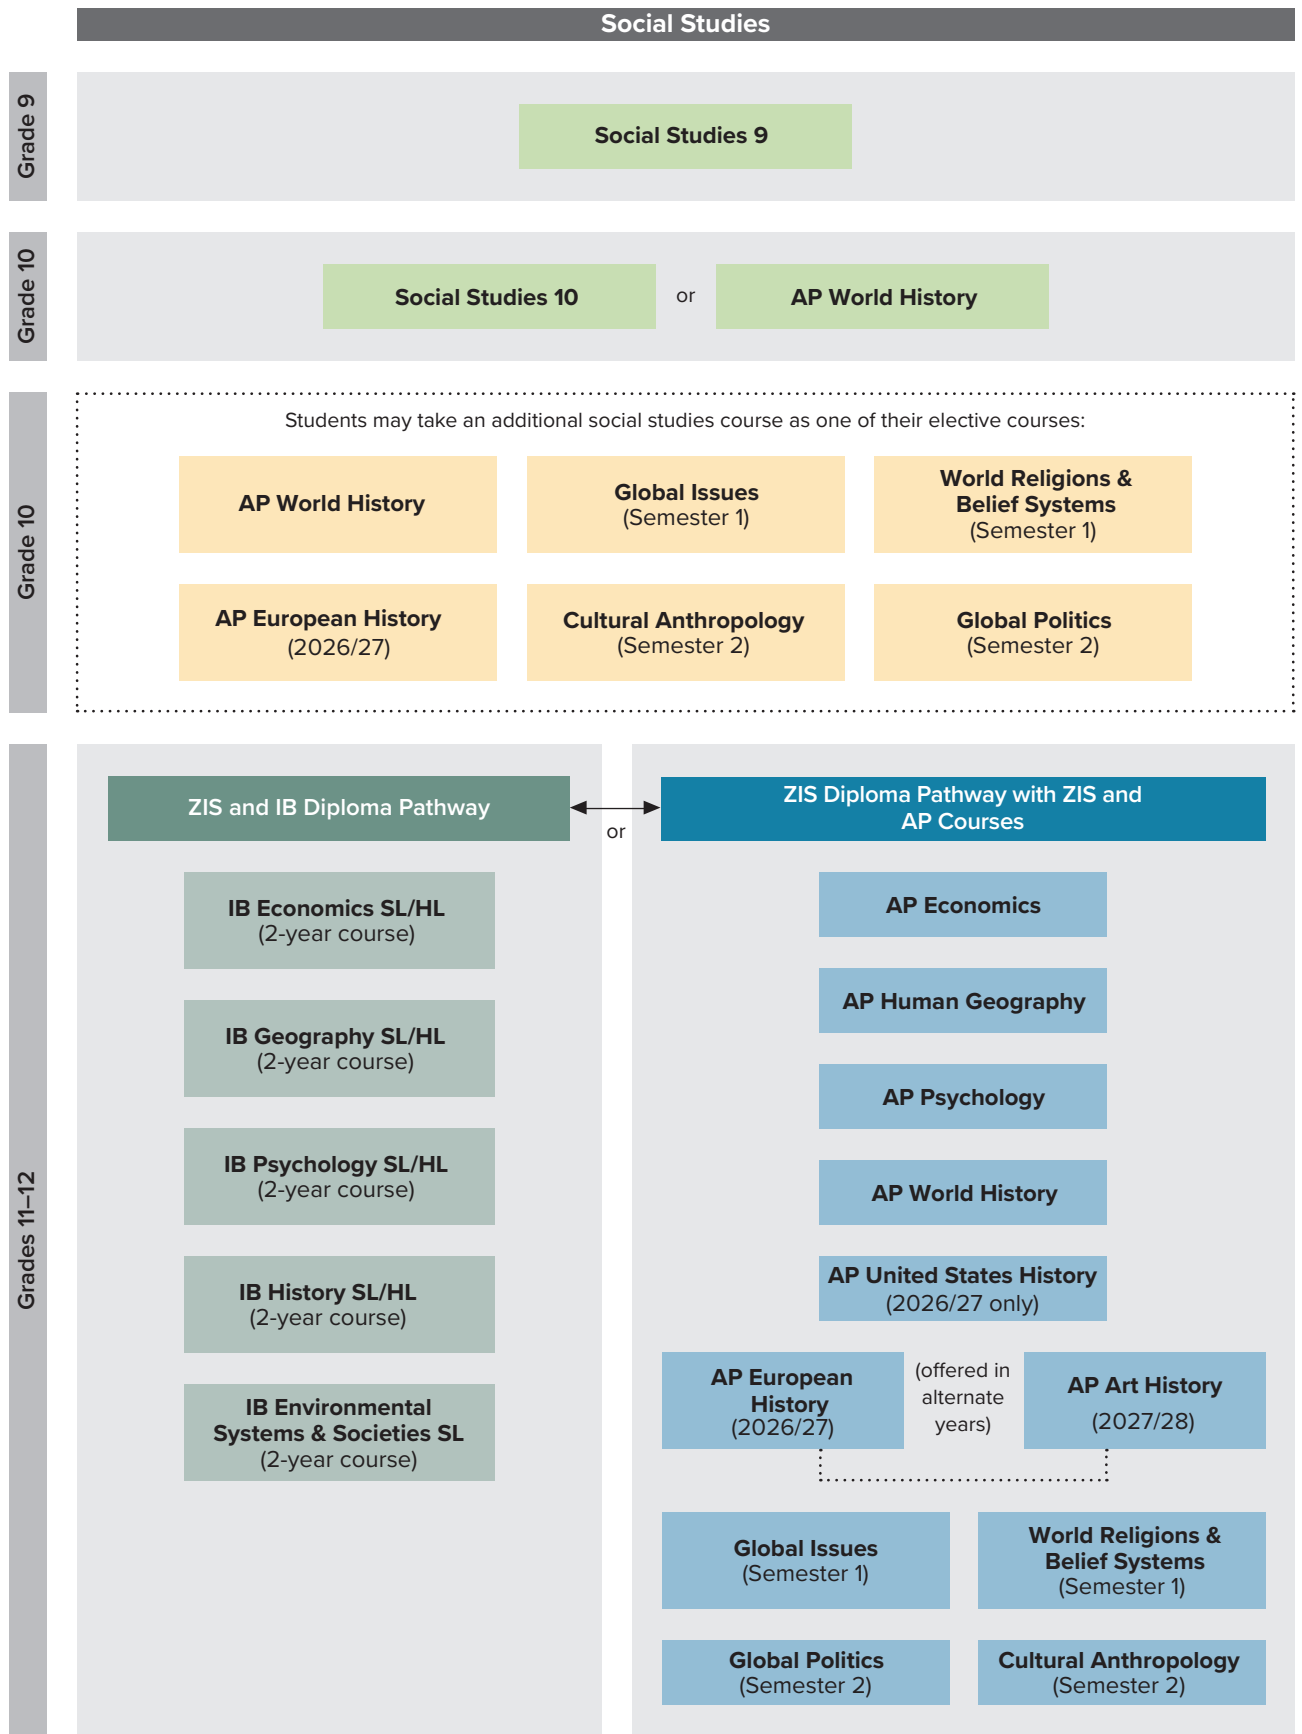 Social Studies
Grade 9
Social Studies 9
Grade 10
Social Studies 10
or
AP World History
Grade 10
Students may take an additional social studies course as one of their elective courses:
AP World History
Global Issues
(Semester 1)
World Religions &
Belief Systems
(Semester 1)
AP European History
(2026/27)
Cultural Anthropology
(Semester 2)
Global Politics
(Semester 2)
Grades 11–12
ZIS and IB Diploma Pathway
or
ZIS Diploma Pathway with ZIS and
AP Courses
IB Economics SL/HL
(2-year course)
IB Geography SL/HL
(2-year course)
IB Psychology SL/HL
(2-year course)
IB History SL/HL
(2-year course)
IB Environmental
Systems & Societies SL
(2-year course)
AP Economics
AP Human Geography
AP Psychology
AP World History
AP United States History
(2026/27 only)
AP European
History
(2026/27)
(offered in
alternate
years)
AP Art History
(2027/28)
Global Issues
(Semester 1)
World Religions &
Belief Systems
(Semester 1)
Global Politics
(Semester 2)
Cultural Anthropology
(Semester 2)